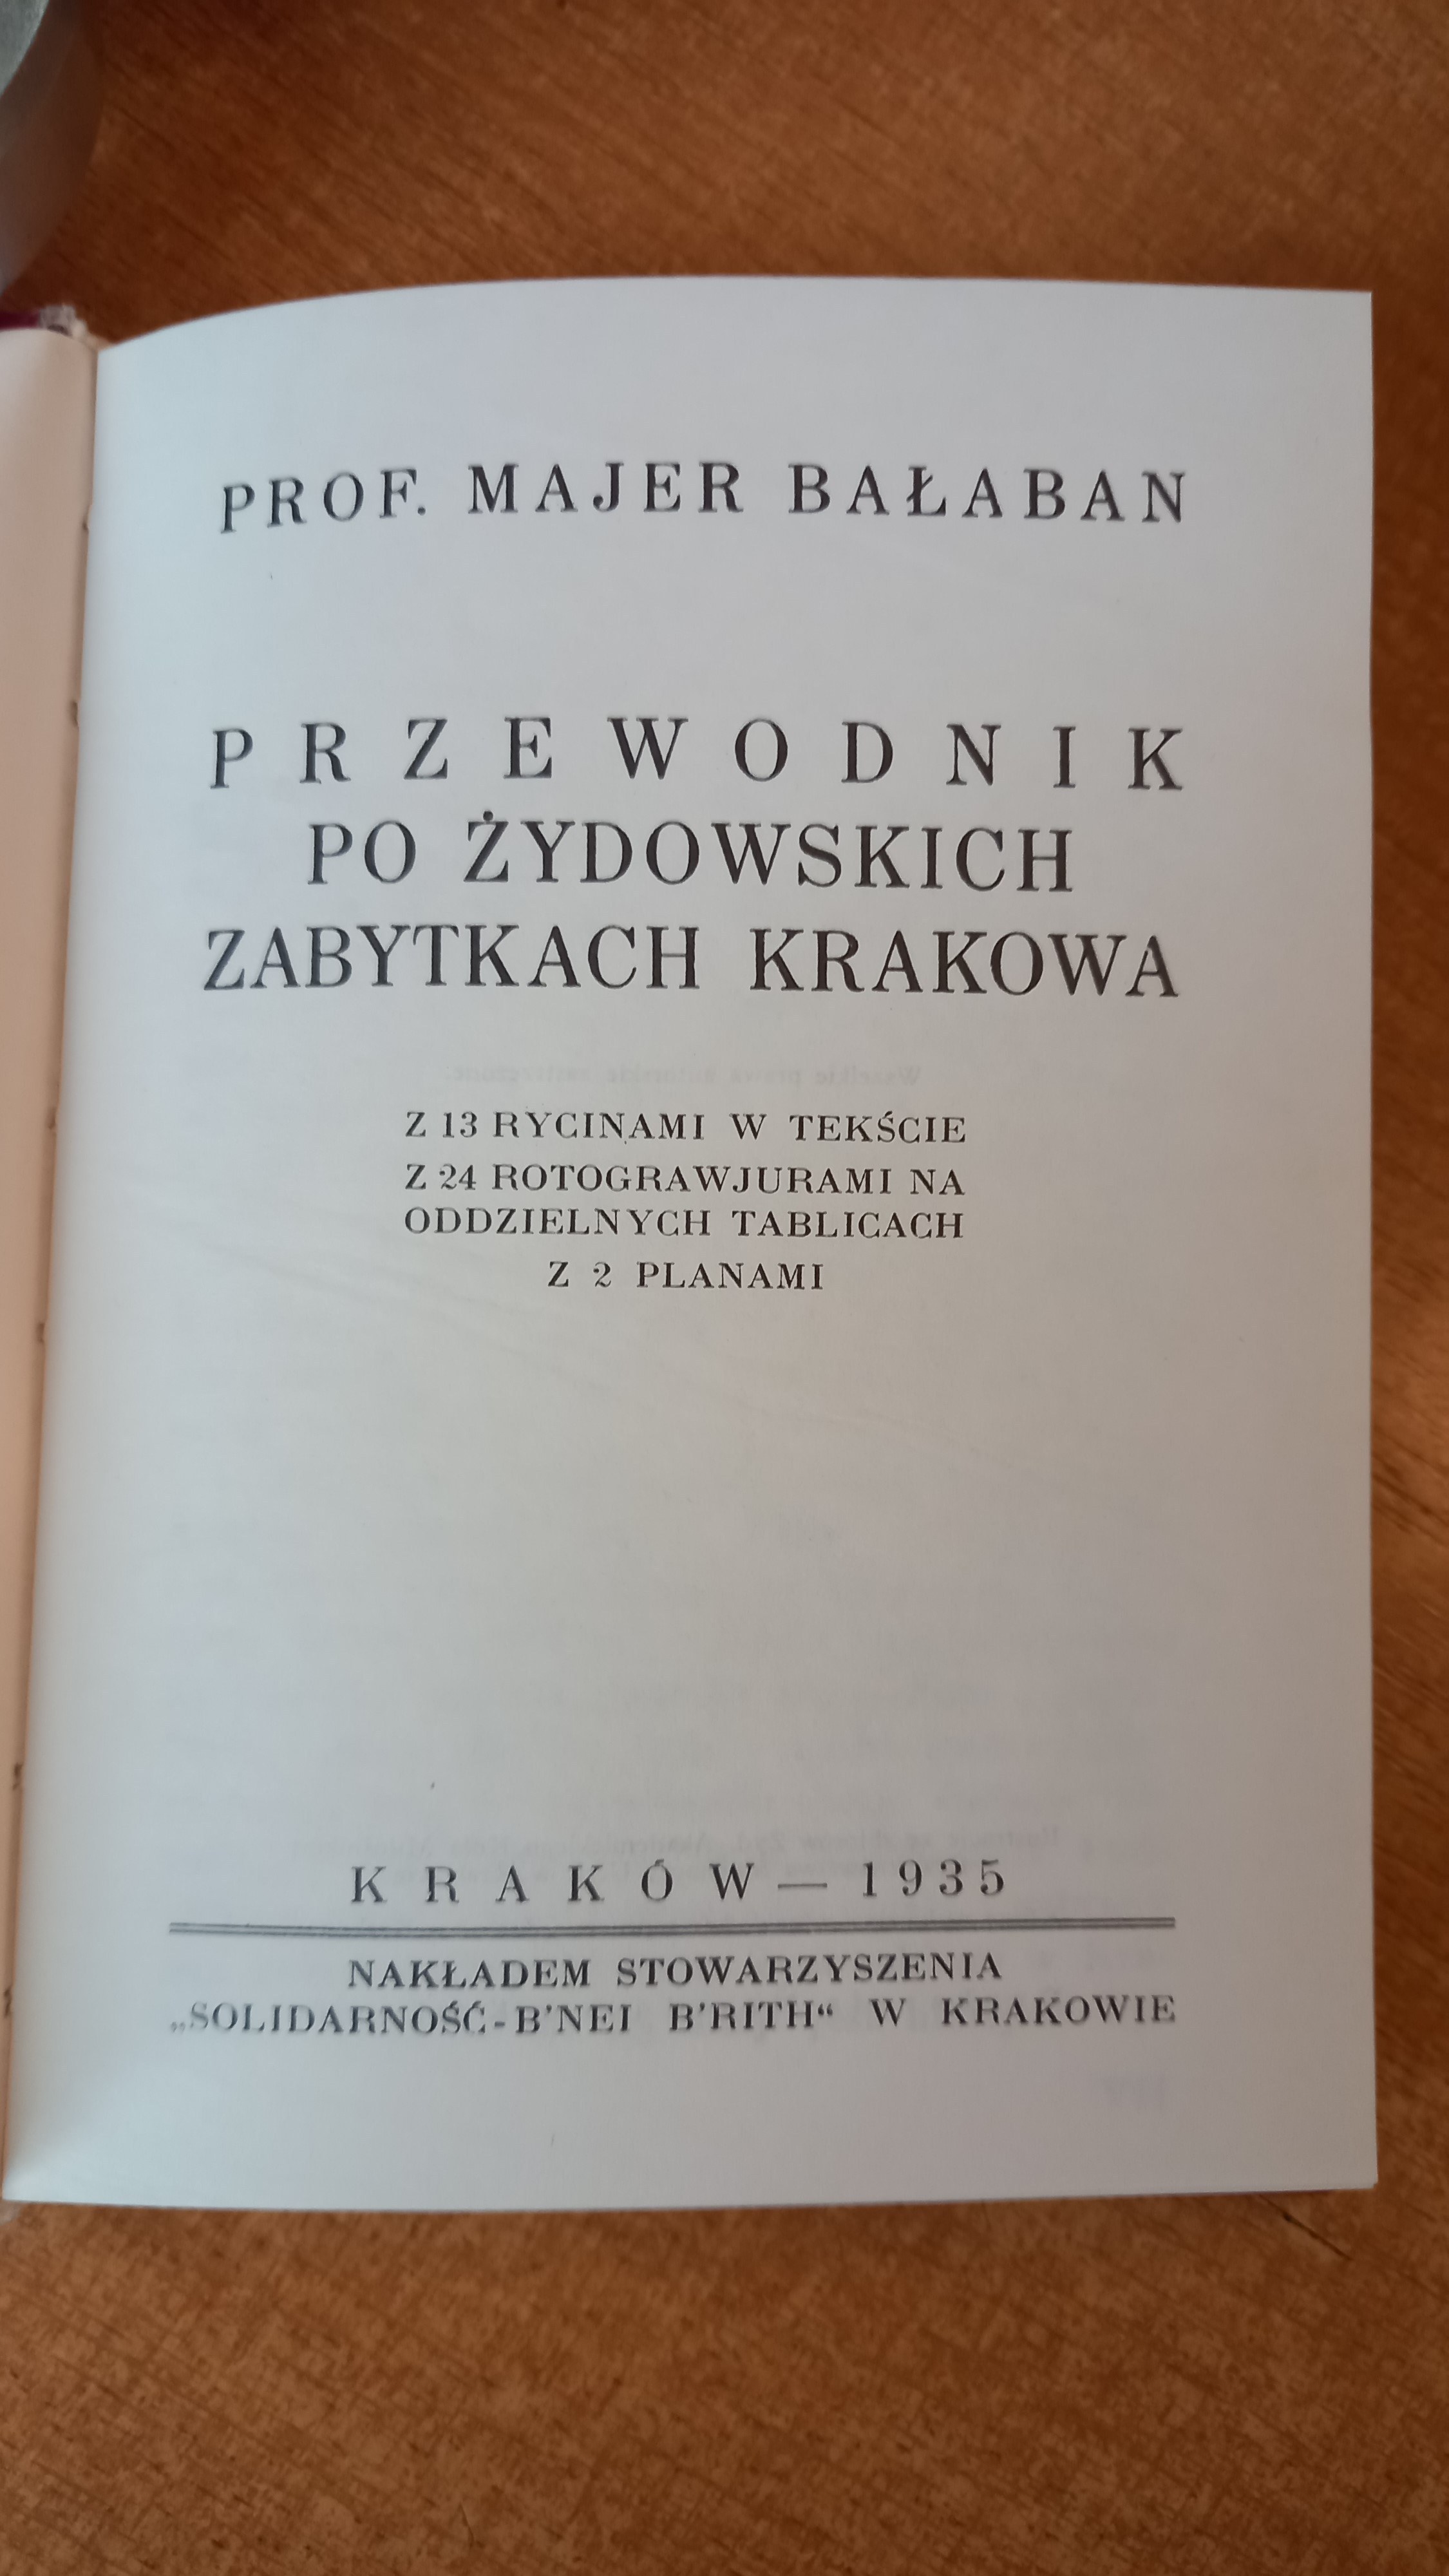 PROF. MAJER BAŁABAN
PRZEWODNIK
PO ŻYDOWSKICH
ZABYTKACH KRAKOWA
Z 13 RYCINAMI W TEKŚCIE
Z 24 ROTOGRAWJURAMI NA
ODDZIELNYCH TABLICACH
Z 2 PLANAMI
KRAKÓW — 1935
NAKŁADEM STOWARZYSZENIA
„SOLIDARNOŚĆ-B'NEI B'RITH“ W KRAKOWIE